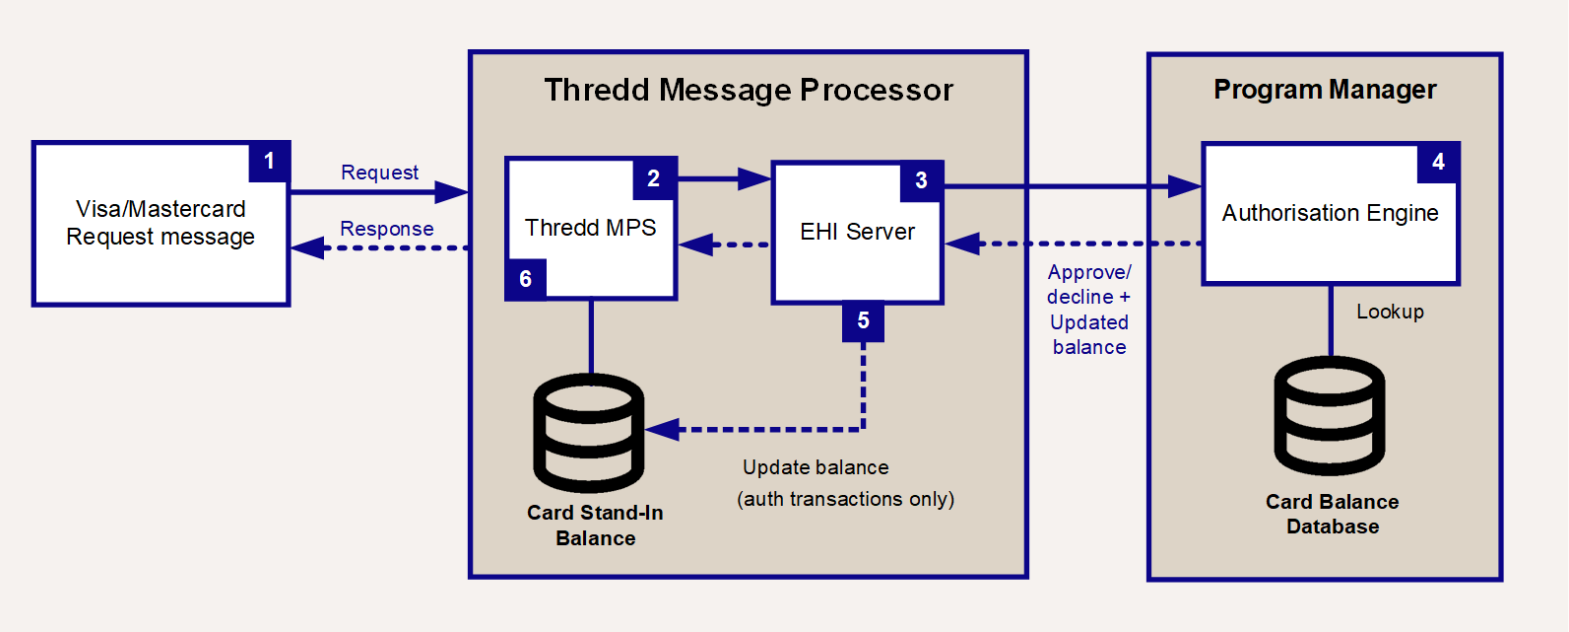 Thredd Message Processor
Program Manager
1
Visa/Mastercard
Request message
Request
Response
2
Thredd MPS
6
3
EHI Server
5
4
Authorisation Engine
Approve/
decline +
Updated
balance
Lookup
Update balance
(auth transactions only)
Card Stand-In
Balance
Card Balance
Database